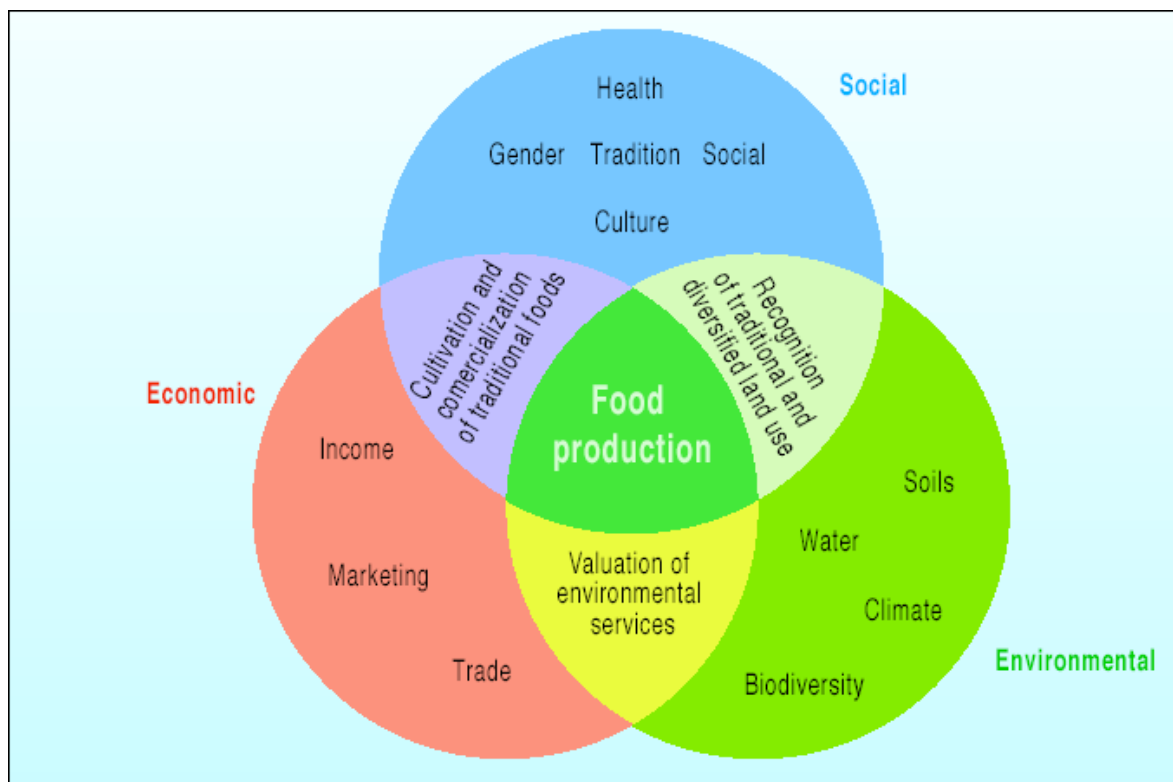 Social
Health
Gender Tradition Social
Culture
Cultivation and
comercialization
of traditional foods
Recognition
of traditional and
diversified land use
Economic
Food
production
Income
Marketing
Trade
Valuation of
environmental
services
Soils
Water
Climate
Biodiversity
Environmental